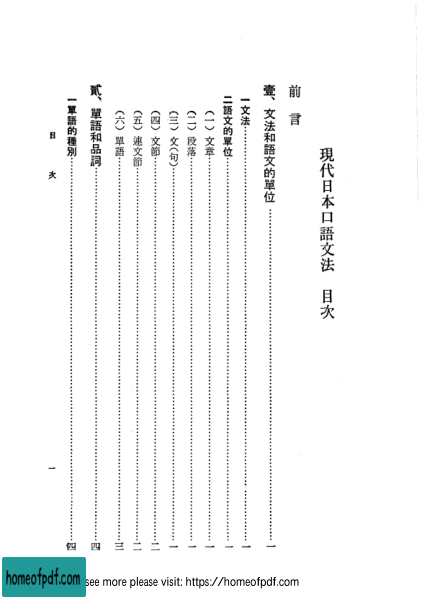 現代日本口語文法　目次
前　言
壹、文法和語文的單位……一
一文法……一
二語文的單位……一
（一）文章……一
（二）段落……一
（三）文（句）……一
（四）文節……二
（五）連文節……二
（六）單語……三
貳、單語和品詞……四
一單語的種別……四
目　次
一
homeofpdf.com
see more please visit: https://homeofpdf.com